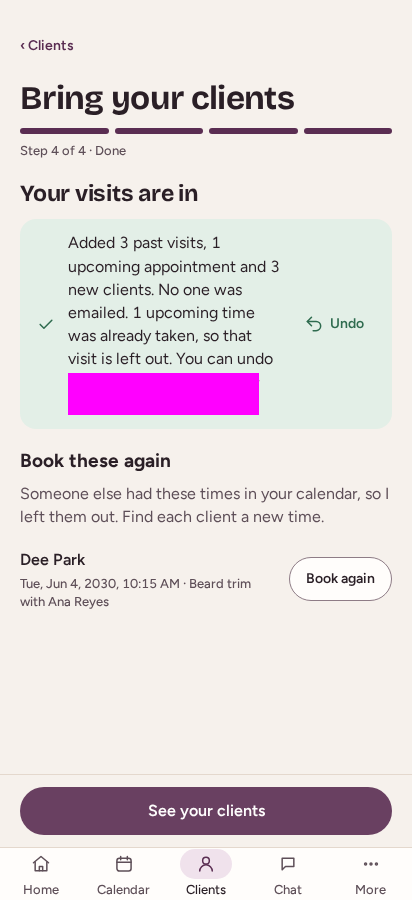 ‹ Clients
Bring your clients
Step 4 of 4 · Done
Your visits are in
Added 3 past visits, 1
upcoming appointment and 3
new clients. No one was
emailed. 1 upcoming time
was already taken, so that
visit is left out. You can undo
Undo
Book these again
Someone else had these times in your calendar, so I
left them out. Find each client a new time.
Dee Park
Tue, Jun 4, 2030, 10:15 AM · Beard trim
with Ana Reyes
Book again
See your clients
Home
Calendar
Clients
Chat
More